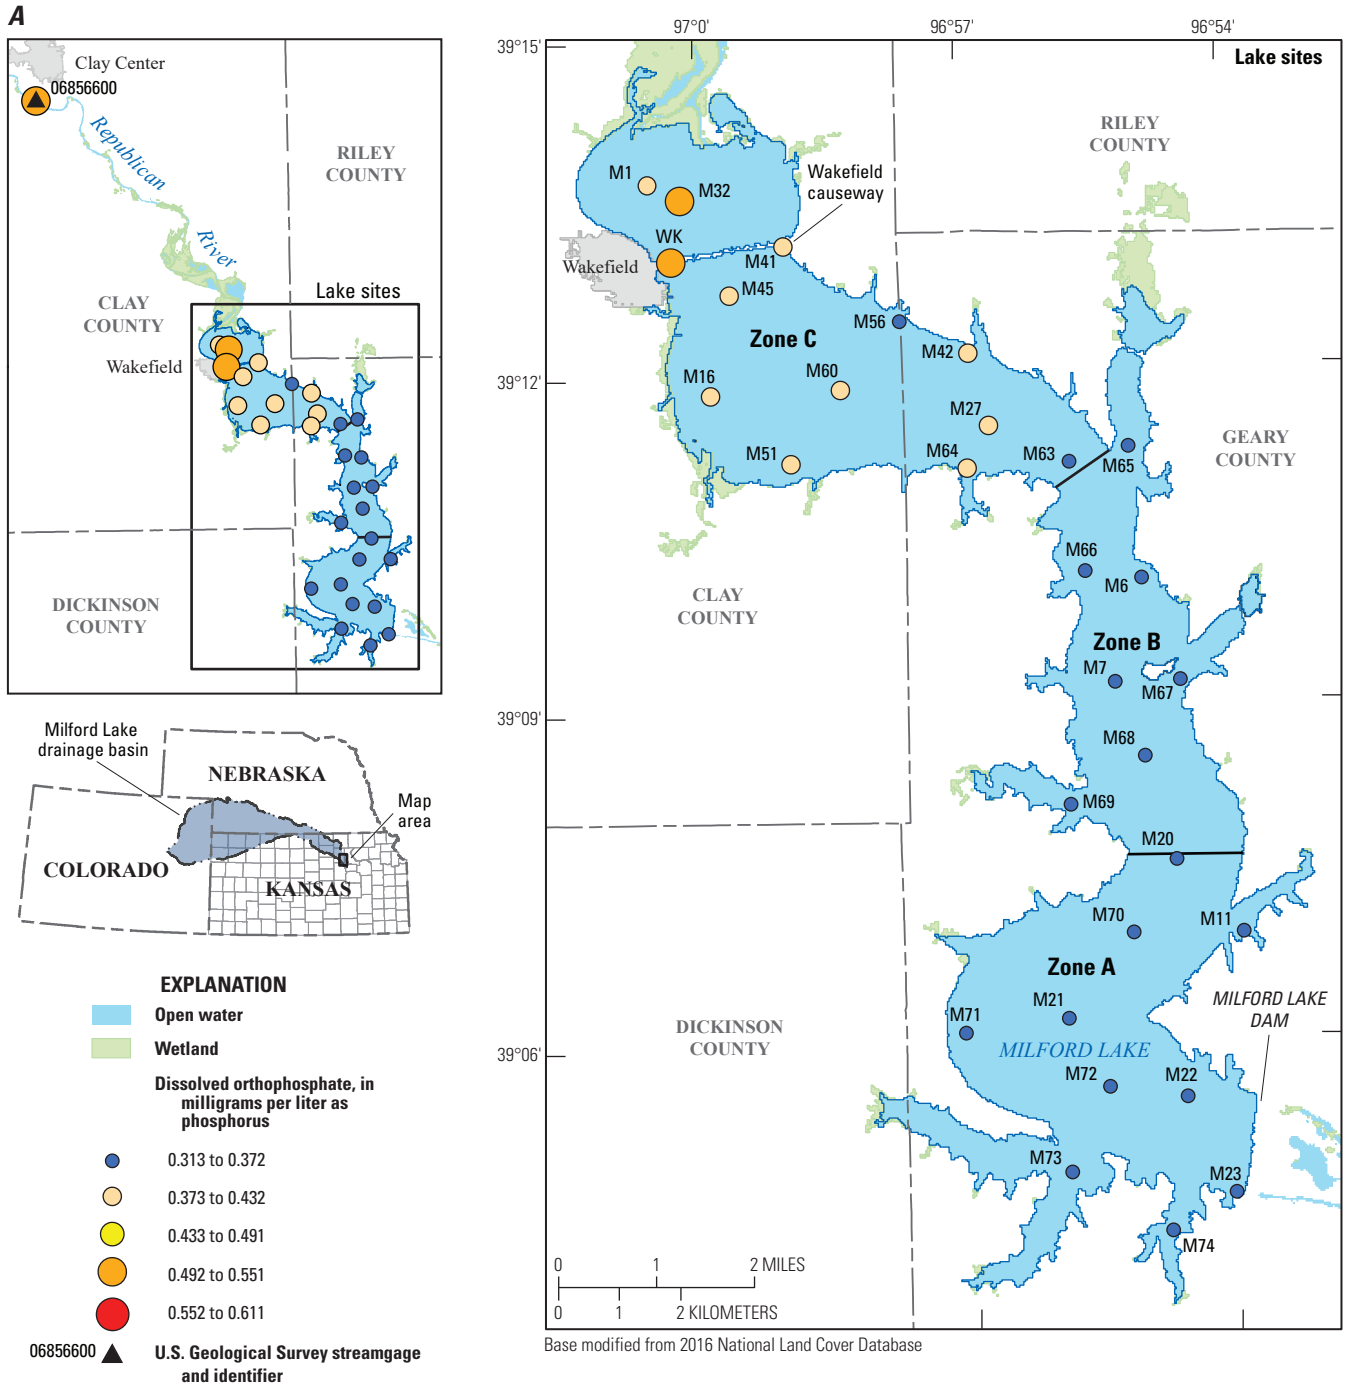 A
Clay Center
06856600
Republican
River
RILEY
COUNTY
Lake sites
CLAY
COUNTY
Wakefield
DICKINSON
COUNTY
Milford Lake
drainage basin
NEBRASKA
Map
area
COLORADO
KANSAS
EXPLANATION
Open water
Wetland
Dissolved orthophosphate, in
milligrams per liter as
phosphorus
0.313 to 0.372
0.373 to 0.432
0.433 to 0.491
0.492 to 0.551
0.552 to 0.611
06856600
U.S. Geological Survey streamgage
and identifier
97°0'
96°57'
96°54'
39°15'
39°12'
39°09'
39°06'
Lake sites
RILEY
COUNTY
Wakefield
causeway
M1
M32
WK
M41
Wakefield
M45
M56
Zone C
M42
M60
M16
M27
M51
M64
M63
M65
GEARY
COUNTY
M66
M6
CLAY
COUNTY
Zone B
M7
M67
M68
M69
M20
M70
M11
Zone A
MILFORD LAKE
DAM
M21
M71
MILFORD LAKE
DICKINSON
COUNTY
M72
M22
M73
M23
M74
0 1 2 MILES
0 1 2 KILOMETERS
Base modified from 2016 National Land Cover Database